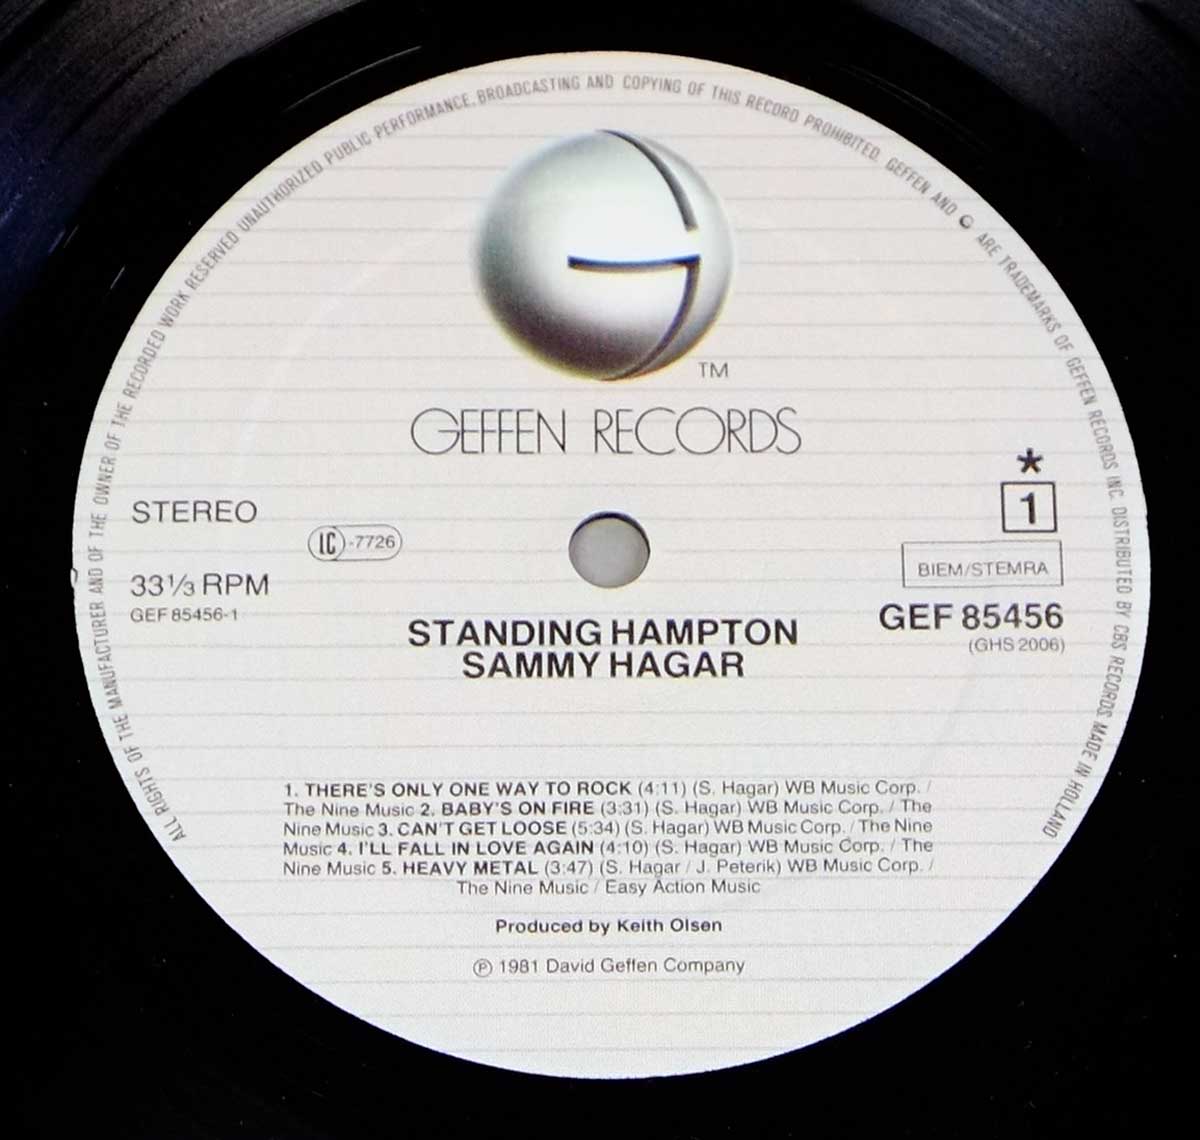 ALL RIGHTS OF THE MANUFACTURER AND OF THE OWNER OF THE RECORDED WORK RESERVED UNAUTHORIZED PUBLIC PERFORMANCE, BROADCASTING AND COPYING OF THIS RECORD PROHIBITED. GEFFEN AND G ARE TRADEMARKS OF GEFFEN RECORDS INC. DISTRIBUTED BY CBS RECORDS MADE IN HOLLAND
TM
GEFFEN RECORDS
STEREO
LC-7726
33 1/3 RPM
GEF 85456-1
*
1
BIEM/STEMRA
GEF 85456
(GHS 2006)
STANDING HAMPTON
SAMMY HAGAR
1. THERE'S ONLY ONE WAY TO ROCK (4:11) (S. Hagar) WB Music Corp. /
The Nine Music 2. BABY'S ON FIRE (3:31) (S. Hagar) WB Music Corp. / The
Nine Music 3. CAN'T GET LOOSE (5:34) (S. Hagar) WB Music Corp. / The Nine
Music 4. I'LL FALL IN LOVE AGAIN (4:10) (S. Hagar) WB Music Corp. / The
Nine Music 5. HEAVY METAL (3:47) (S. Hagar / J. Peterik) WB Music Corp. /
The Nine Music / Easy Action Music
Produced by Keith Olsen
℗ 1981 David Geffen Company